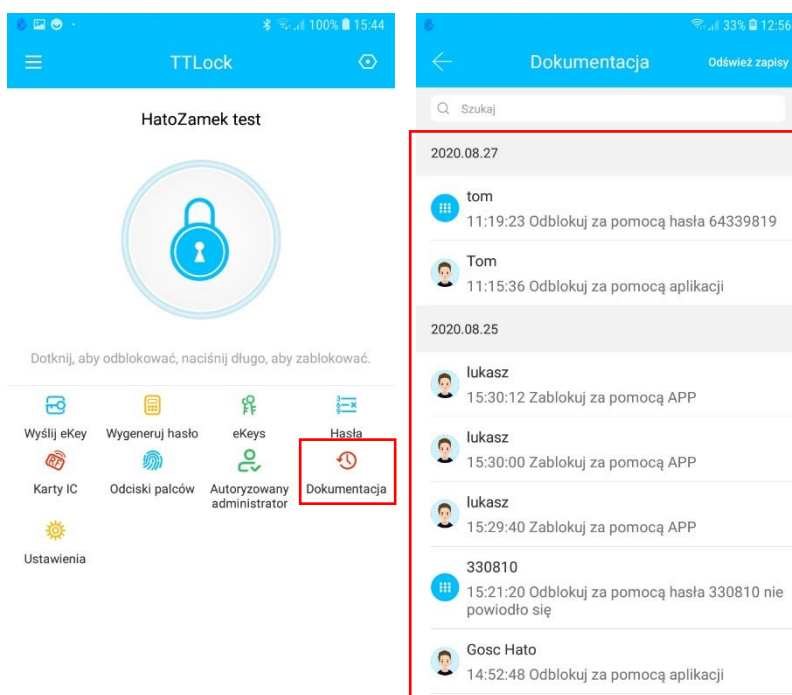 100% 15:44
TTLock
HatoZamek test
Dotknij, aby odblokować, naciśnij długo, aby zablokować.
Wyślij eKey Wygeneruj hasło eKeys Hasła
Karty IC Odciski palców Autoryzowany administrator Dokumentacja
Ustawienia
33% 12:56
Dokumentacja Odśwież zapisy
Szukaj
2020.08.27
tom
11:19:23 Odblokuj za pomocą hasła 64339819
Tom
11:15:36 Odblokuj za pomocą aplikacji
2020.08.25
lukasz
15:30:12 Zablokuj za pomocą APP
lukasz
15:30:00 Zablokuj za pomocą APP
lukasz
15:29:40 Zablokuj za pomocą APP
330810
15:21:20 Odblokuj za pomocą hasła 330810 nie
powiodło się
Gosc Hato
14:52:48 Odblokuj za pomocą aplikacji